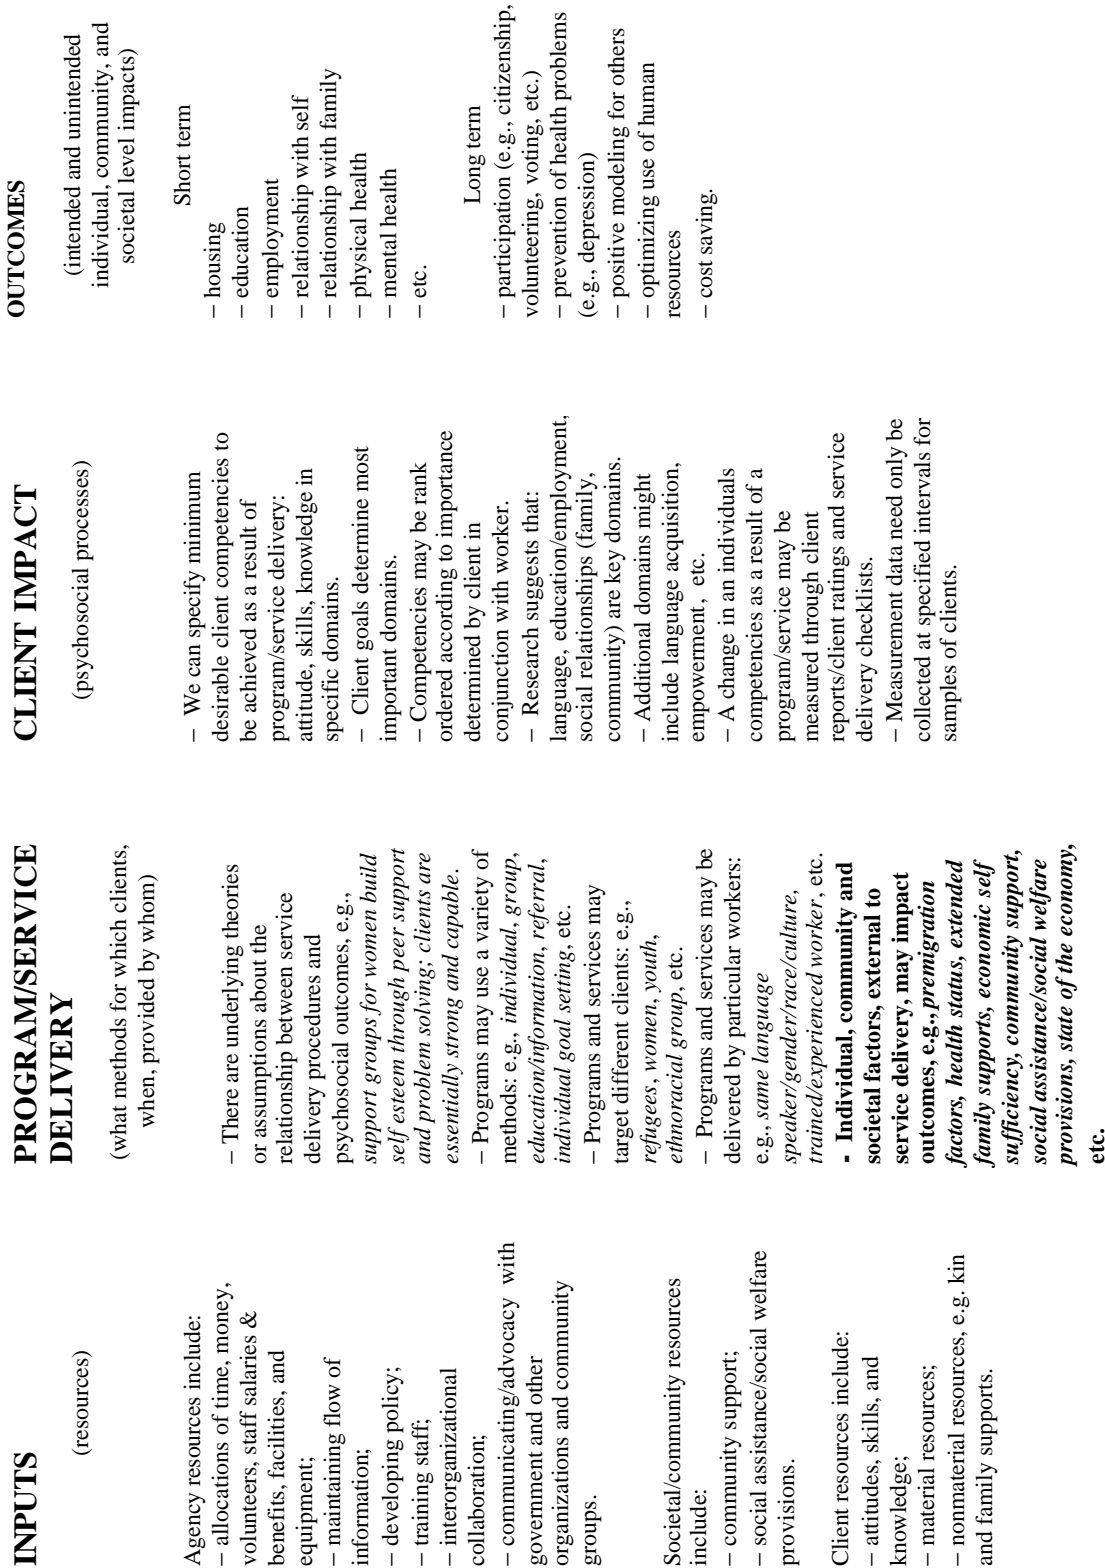 INPUTS
(resources)
Agency resources include:
– allocations of time, money,
volunteers, staff salaries &
benefits, facilities, and
equipment;
– maintaining flow of
information;
– developing policy;
– training staff;
– interorganizational
collaboration;
– communicating/advocacy with
government and other
organizations and community
groups.
Societal/community resources
include:
– community support;
– social assistance/social welfare
provisions.
Client resources include:
– attitudes, skills, and
knowledge;
– material resources;
– nonmaterial resources, e.g. kin
and family supports.
PROGRAM/SERVICE
DELIVERY
(what methods for which clients,
when, provided by whom)
– There are underlying theories
or assumptions about the
relationship between service
delivery procedures and
psychosocial outcomes, e.g.,
support groups for women build
self esteem through peer support
and problem solving; clients are
essentially strong and capable.
– Programs may use a variety of
methods: e.g., individual, group,
education/information, referral,
individual goal setting, etc.
– Programs and services may
target different clients: e.g.,
refugees, women, youth,
ethnoracial group, etc.
– Programs and services may be
delivered by particular workers:
e.g., same language
speaker/gender/race/culture,
trained/experienced worker, etc.
- Individual, community and
societal factors, external to
service delivery, may impact
outcomes, e.g., premigration
factors, health status, extended
family supports, economic self
sufficiency, community support,
social assistance/social welfare
provisions, state of the economy,
etc.
CLIENT IMPACT
(psychosocial processes)
– We can specify minimum
desirable client competencies to
be achieved as a result of
program/service delivery:
attitude, skills, knowledge in
specific domains.
– Client goals determine most
important domains.
– Competencies may be rank
ordered according to importance
determined by client in
conjunction with worker.
– Research suggests that:
language, education/employment,
social relationships (family,
community) are key domains.
– Additional domains might
include language acquisition,
empowerment, etc.
– A change in an individuals
competencies as a result of a
program/service may be
measured through client
reports/client ratings and service
delivery checklists.
– Measurement data need only be
collected at specified intervals for
samples of clients.
OUTCOMES
(intended and unintended
individual, community, and
societal level impacts)
Short term
– housing
– education
– employment
– relationship with self
– relationship with family
– physical health
– mental health
– etc.
Long term
– participation (e.g., citizenship,
volunteering, voting, etc.)
– prevention of health problems
(e.g., depression)
– positive modeling for others
– optimizing use of human
resources
– cost saving.